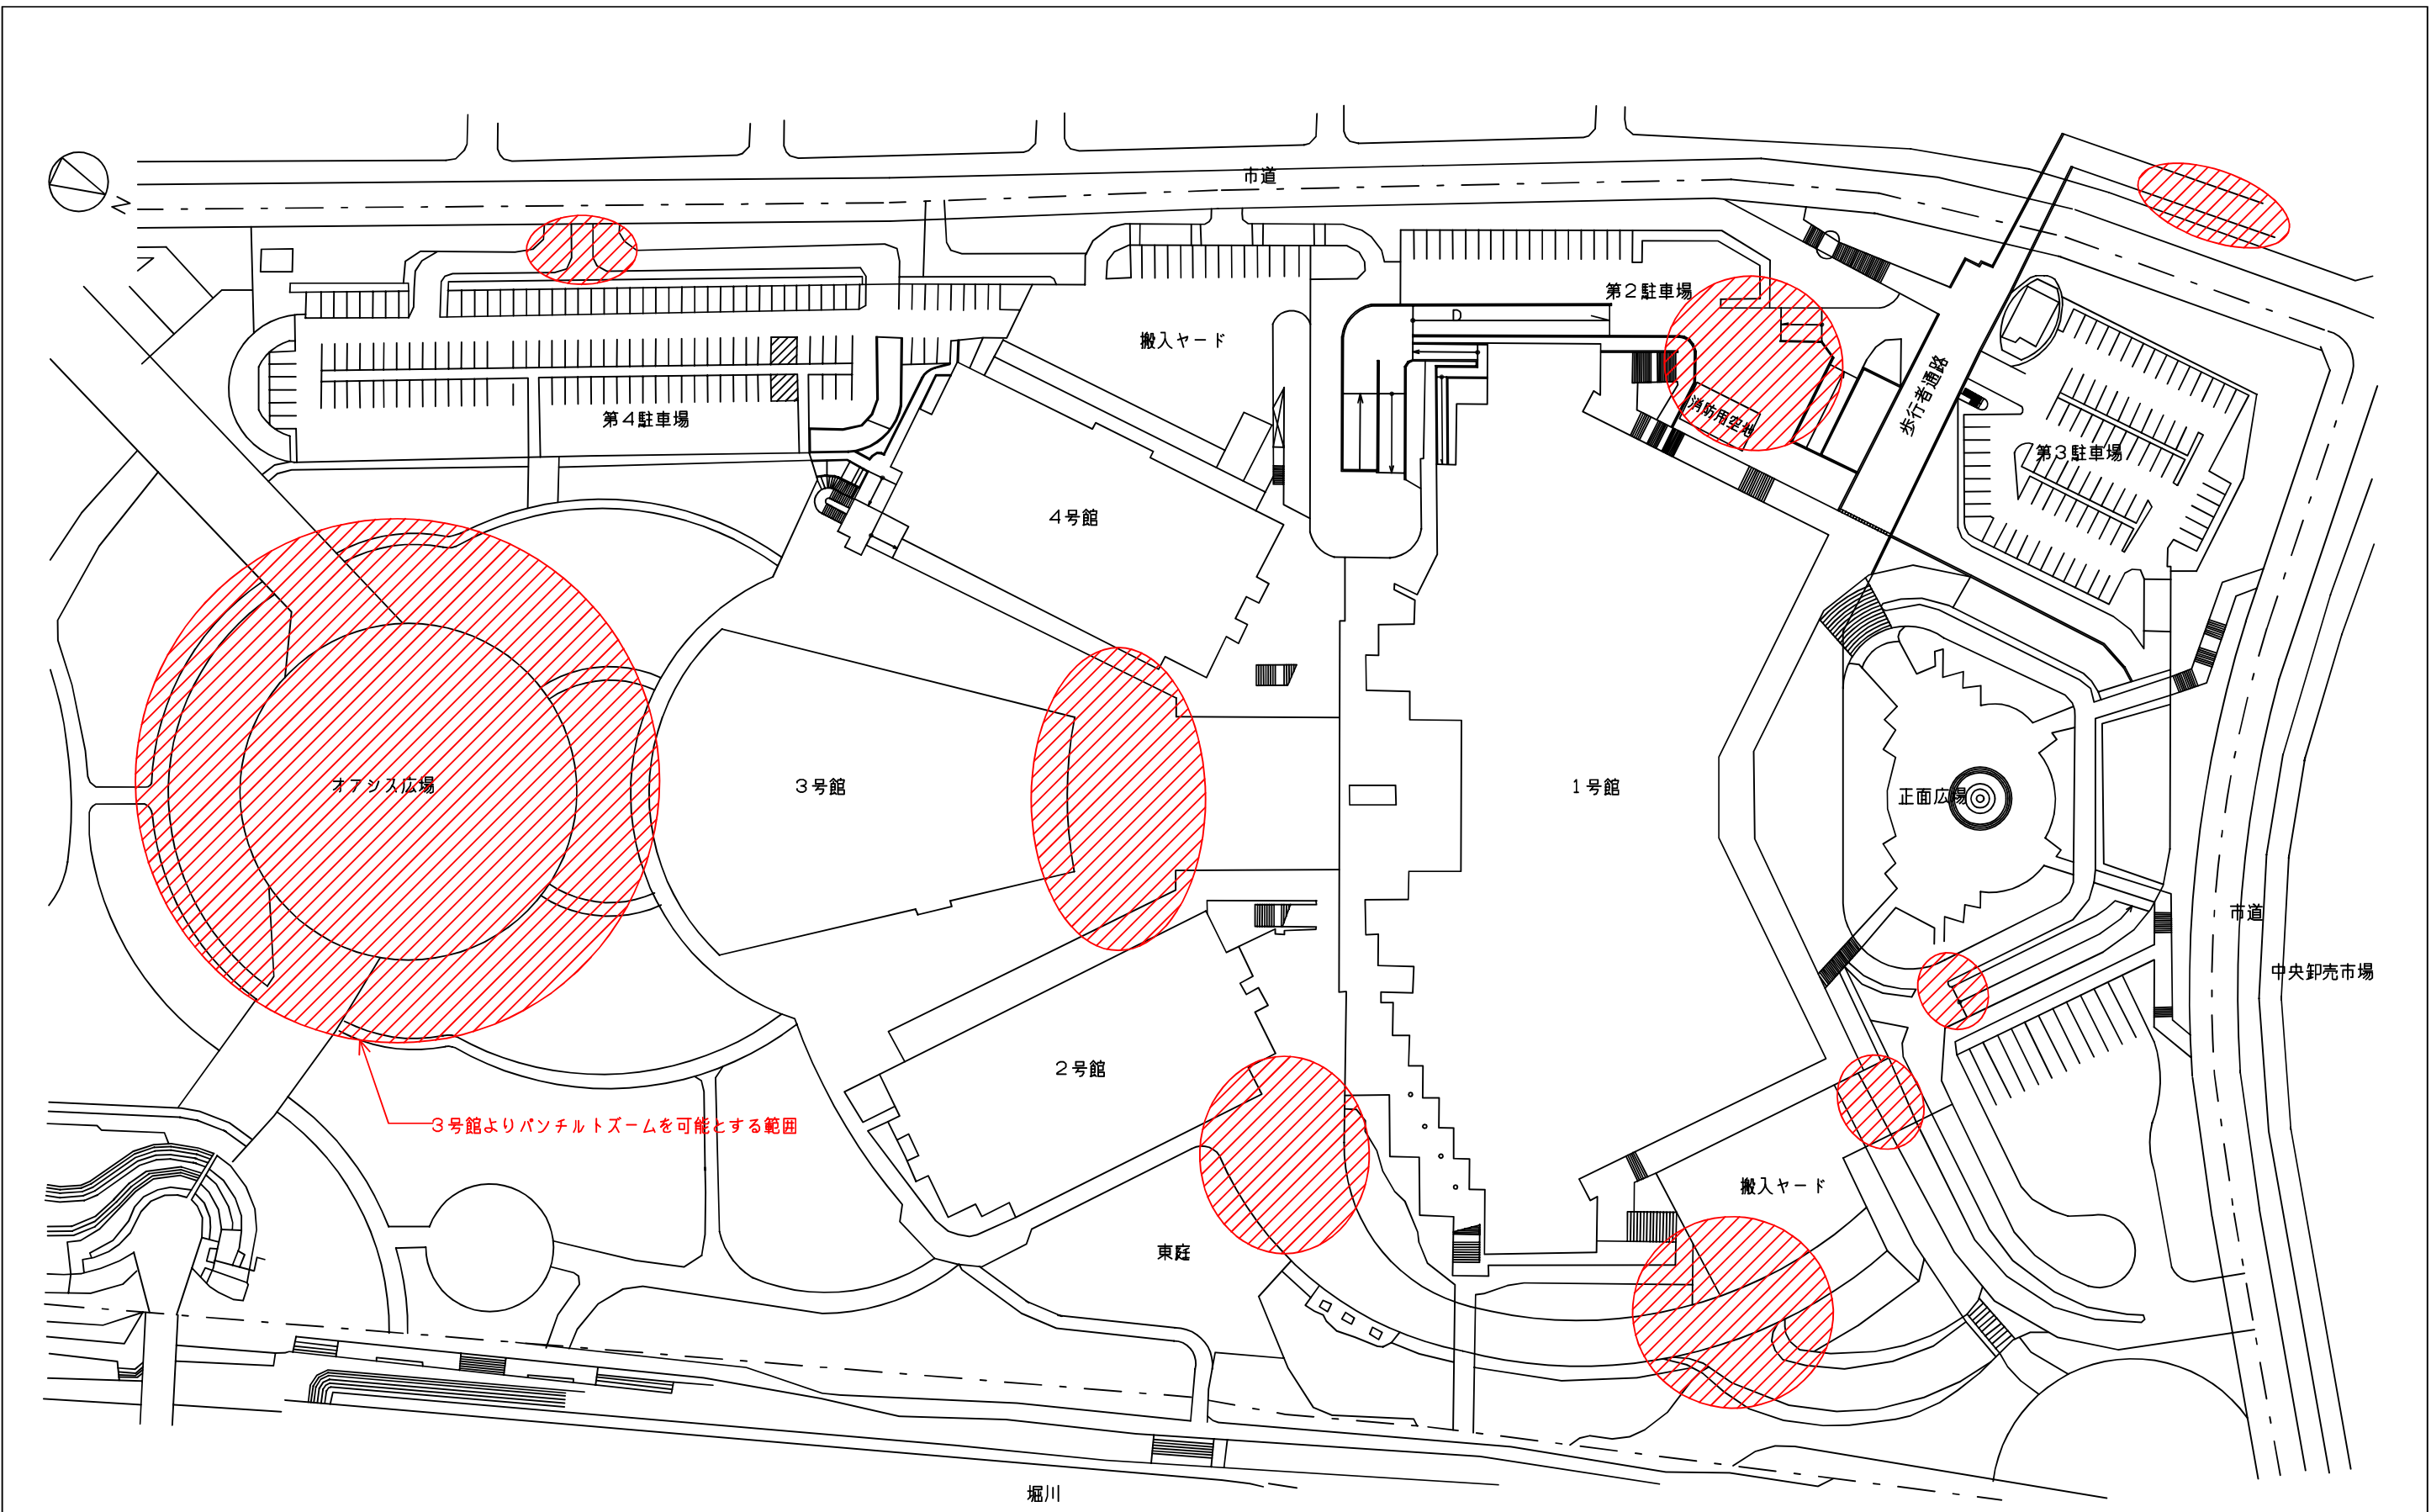 市道
N
第2駐車場
D
搬入ヤード
消防用空地
歩行者通路
第4駐車場
第3駐車場
4号館
オアシス広場
3号館
1号館
正面広場
市道
中央卸売市場
2号館
3号館よりパンチルトズームを可能とする範囲
搬入ヤード
東庭
堀川